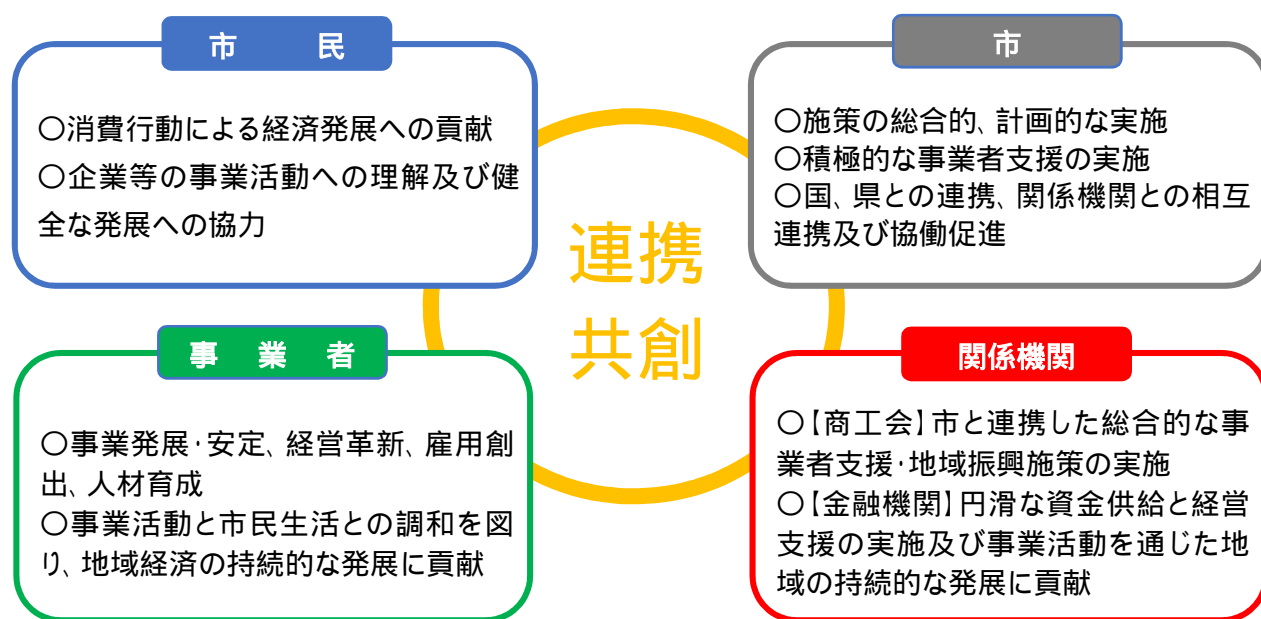 市民
○消費行動による経済発展への貢献
○企業等の事業活動への理解及び健
全な発展への協力
市
○施策の総合的、計画的な実施
○積極的な事業者支援の実施
○国、県との連携、関係機関との相互
連携及び協働促進
連携
共創
事業者
○事業発展・安定、経営革新、雇用創
出、人材育成
○事業活動と市民生活との調和を図
り、地域経済の持続的な発展に貢献
関係機関
○【商工会】市と連携した総合的な事
業者支援・地域振興施策の実施
○【金融機関】円滑な資金供給と経営
支援の実施及び事業活動を通じた地
域の持続的な発展に貢献